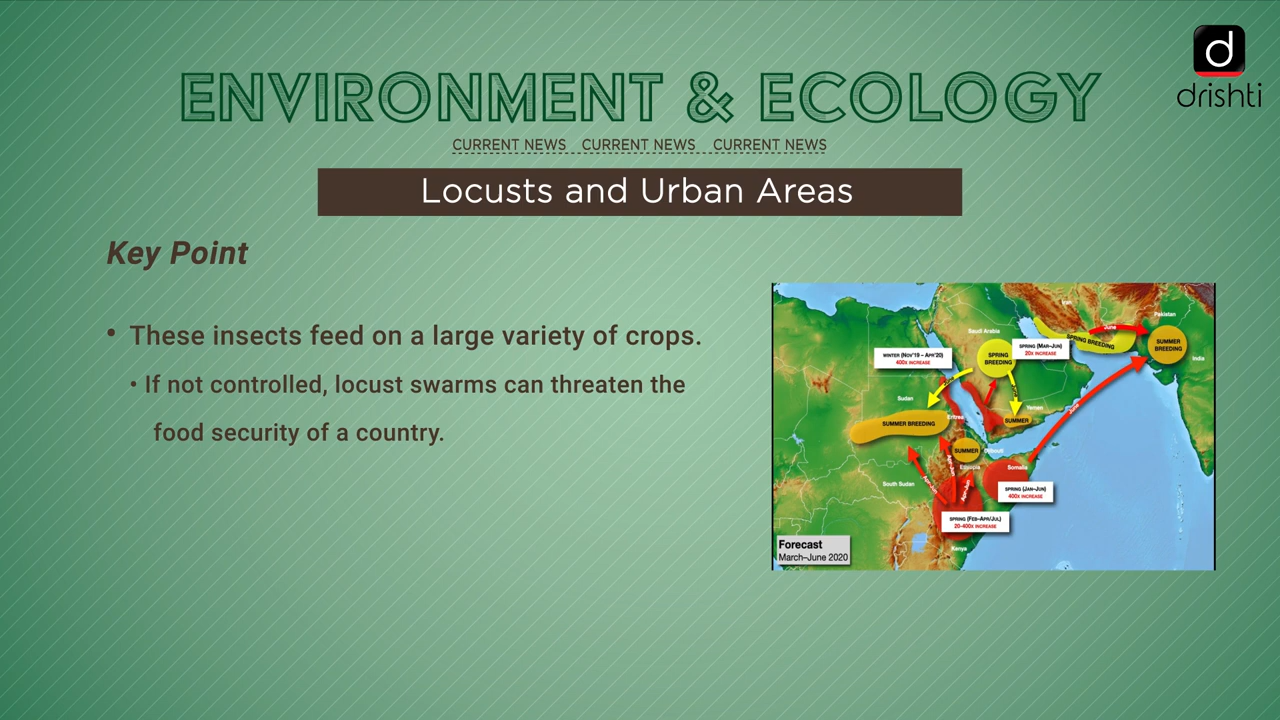 d
drishti
ENVIRONMENT & ECOLOGY
CURRENT NEWS CURRENT NEWS CURRENT NEWS
Locusts and Urban Areas
Key Point
• These insects feed on a large variety of crops.
• If not controlled, locust swarms can threaten the
food security of a country.
Iran
Pakistan
Saudi Arabia
June
SPRING BREEDING
SUMMER
BREEDING
India
WINTER (NOV'19 – APR'20)
400X INCREASE
SPRING
BREEDING
SPRING (MAR–JUN)
20X INCREASE
Sudan
Yemen
June
Eritrea
SUMMER BREEDING
SUMMER
SUMMER
Djibouti
Ethiopia
Somalia
South Sudan
SPRING (JAN–JUN)
400X INCREASE
SPRING (FEB–APR/JUL)
20-400X INCREASE
Kenya
Forecast
March–June 2020